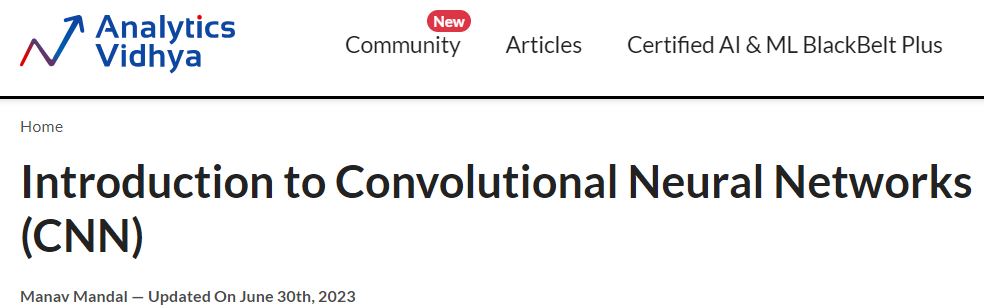 Analytics
Vidhya
New
Community
Articles
Certified AI & ML BlackBelt Plus
Home
Introduction to Convolutional Neural Networks
(CNN)
Manav Mandal — Updated On June 30th, 2023